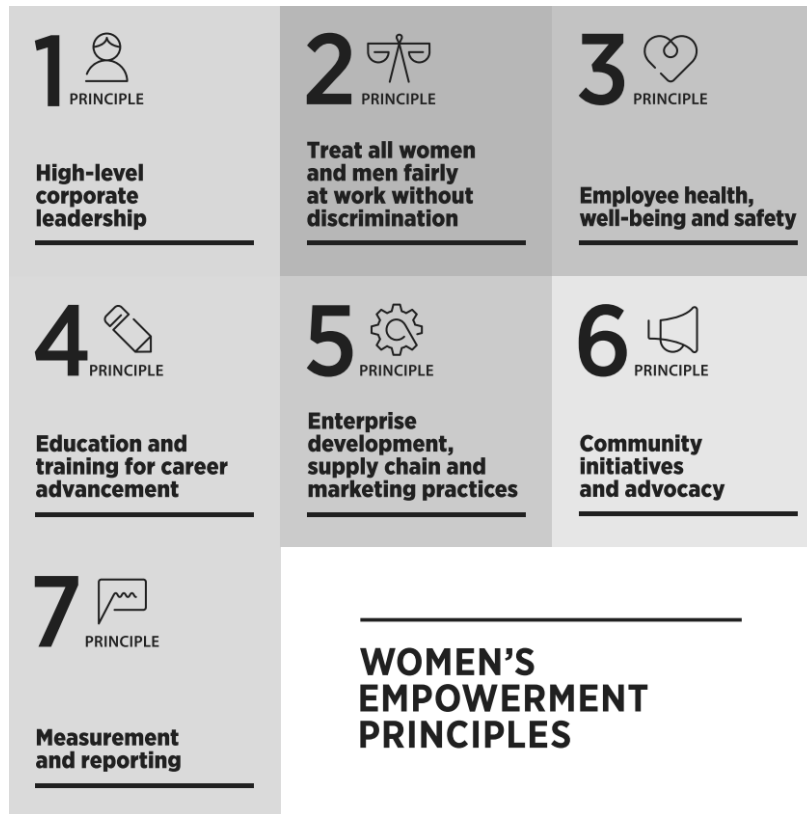 1
PRINCIPLE
High-level
corporate
leadership
2
PRINCIPLE
Treat all women
and men fairly
at work without
discrimination
3
PRINCIPLE
Employee health,
well-being and safety
4
PRINCIPLE
Education and
training for career
advancement
5
PRINCIPLE
Enterprise
development,
supply chain and
marketing practices
6
PRINCIPLE
Community
initiatives
and advocacy
7
PRINCIPLE
Measurement
and reporting
WOMEN’S
EMPOWERMENT
PRINCIPLES